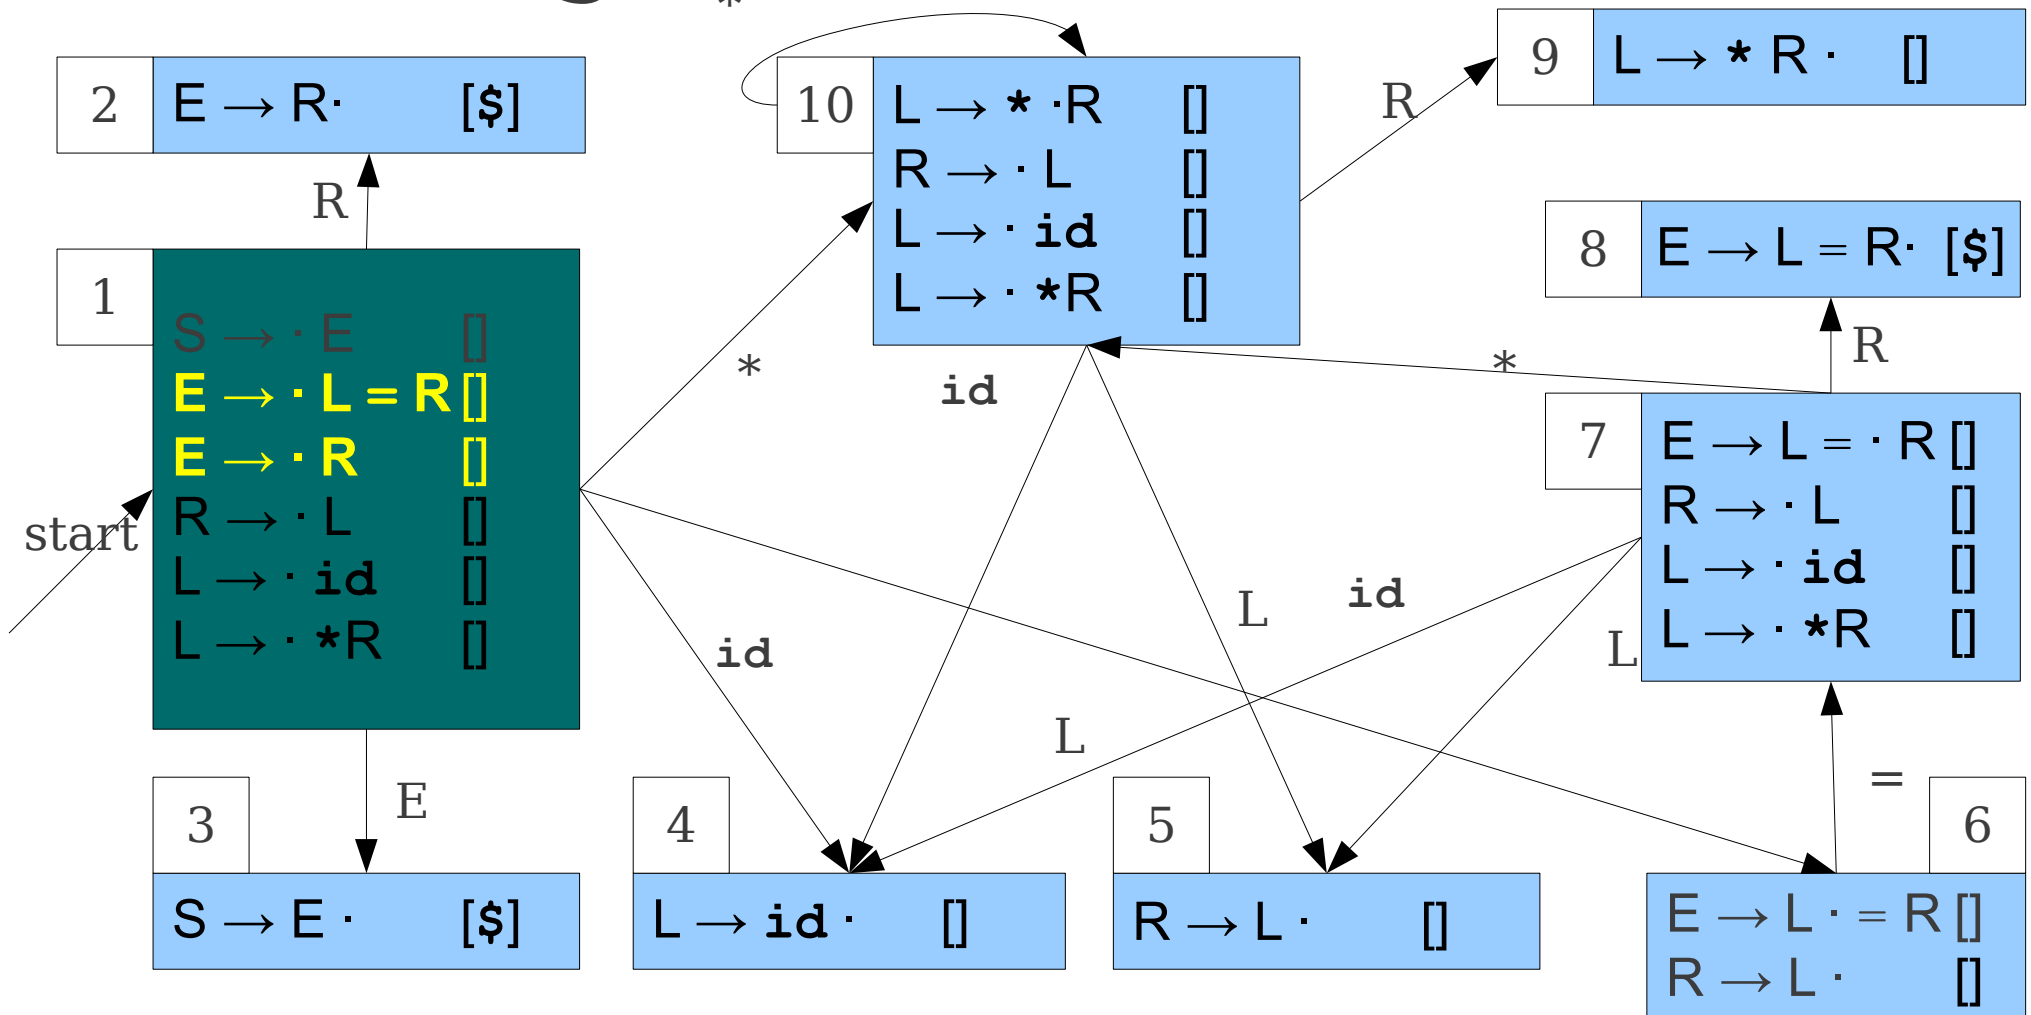 *
2
E → R· [$]
R
1
S → · E []
E → · L = R []
E → · R []
R → · L []
L → · id []
L → · *R []
start
E
3
S → E · [$]
10
L → * ·R []
R → · L []
L → · id []
L → · *R []
*
id
id
R
9
L → * R · []
8
E → L = R· [$]
R
*
7
E → L = · R []
R → · L []
L → · id []
L → · *R []
L
id
L
L
=
4
L → id · []
5
R → L · []
6
E → L · = R []
R → L · []